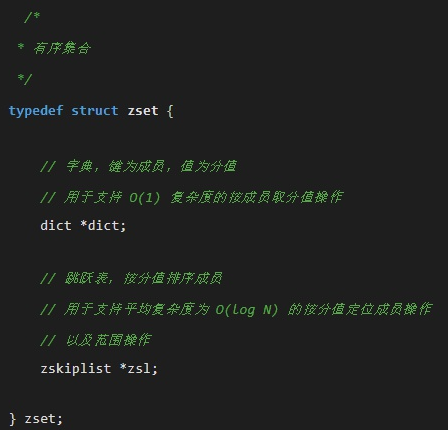 /*
* 有序集合
*/
typedef struct zset {
// 字典，键为成员，值为分值
// 用于支持 O(1) 复杂度的按成员取分值操作
dict *dict;
// 跳跃表，按分值排序成员
// 用于支持平均复杂度为 O(log N) 的按分值定位成员操作
// 以及范围操作
zskiplist *zsl;
} zset;